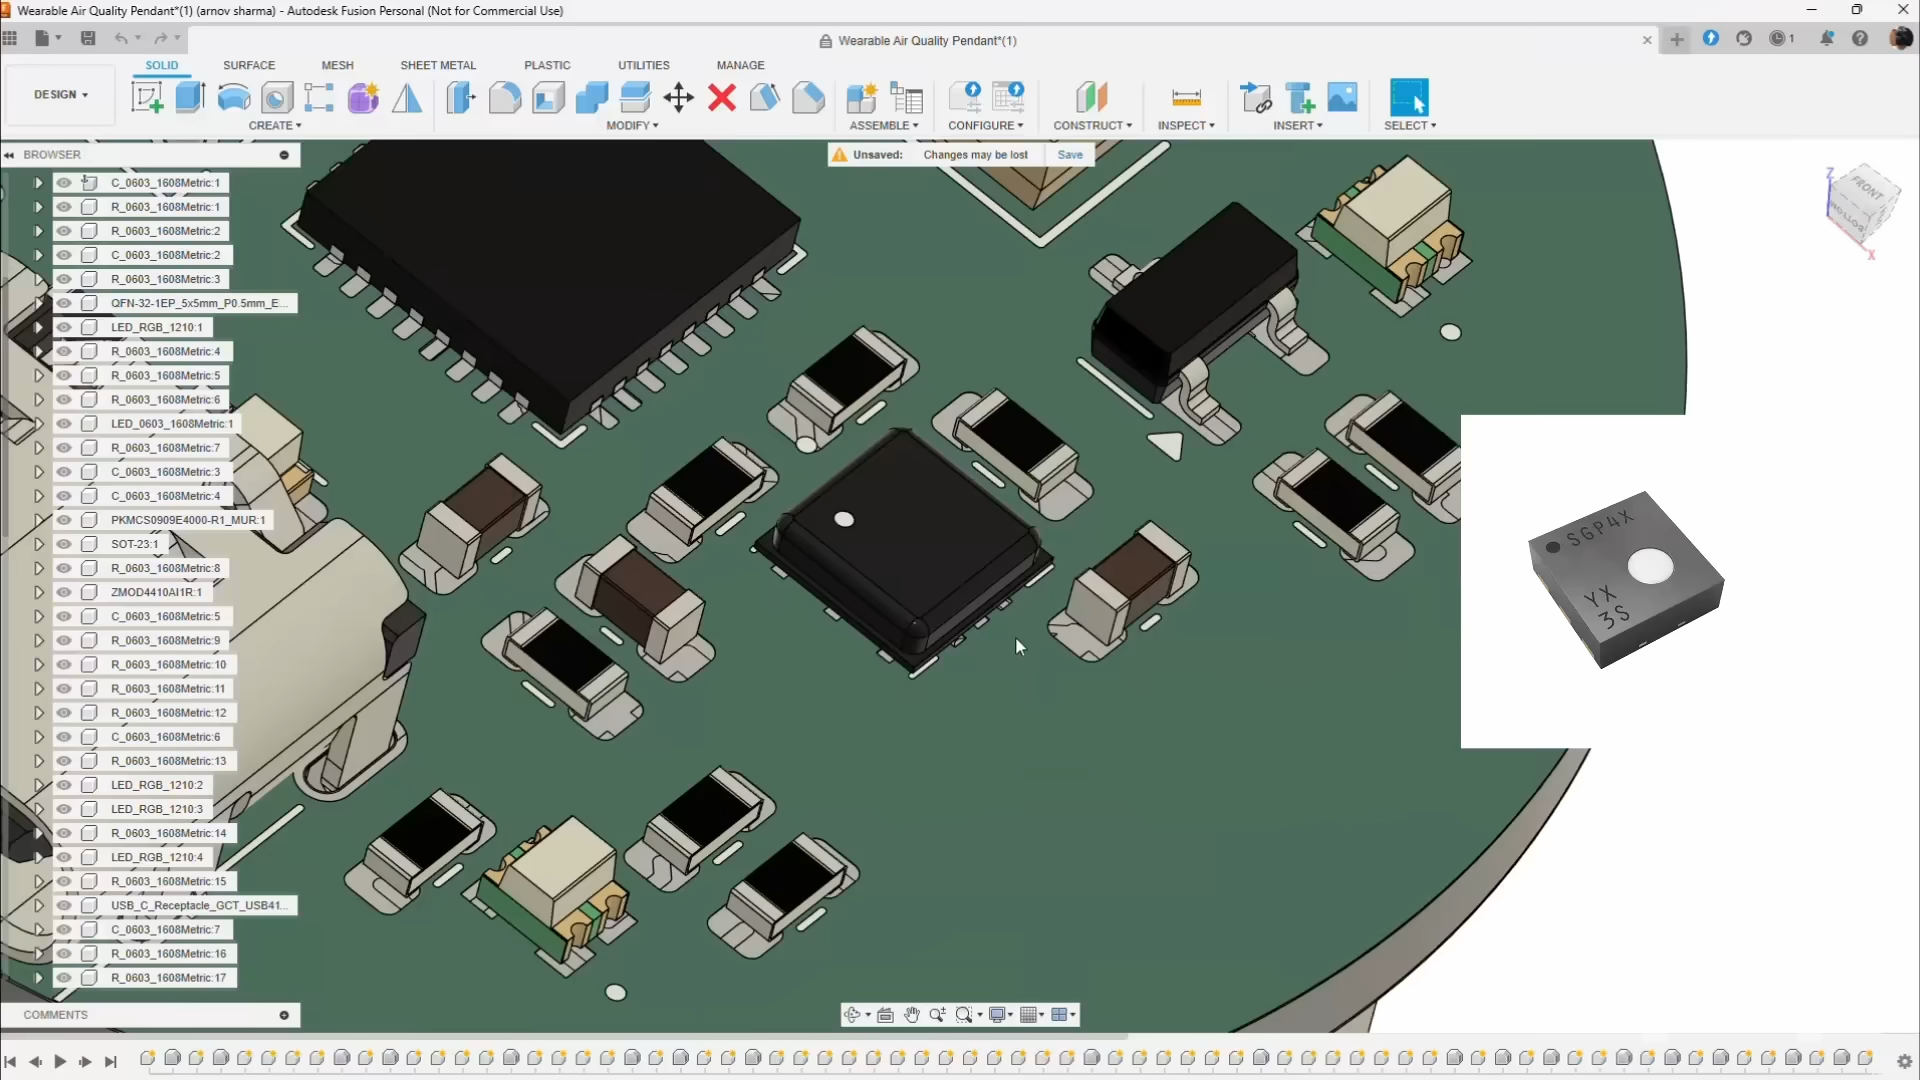 Wearable Air Quality Pendant*(1) (arnov sharma) - Autodesk Fusion Personal (Not for Commercial Use)
Wearable Air Quality Pendant*(1)
1
DESIGN
SOLID
SURFACE
MESH
SHEET METAL
PLASTIC
UTILITIES
MANAGE
CREATE
MODIFY
ASSEMBLE
CONFIGURE
CONSTRUCT
INSPECT
INSERT
SELECT
BROWSER
Unsaved: Changes may be lost Save
C_0603_1608Metric:1
R_0603_1608Metric:1
R_0603_1608Metric:2
C_0603_1608Metric:2
R_0603_1608Metric:3
QFN-32-1EP_5x5mm_P0.5mm_E...
LED_RGB_1210:1
R_0603_1608Metric:4
R_0603_1608Metric:5
R_0603_1608Metric:6
LED_0603_1608Metric:1
R_0603_1608Metric:7
C_0603_1608Metric:3
C_0603_1608Metric:4
PKMCS0909E4000-R1_MUR:1
SOT-23:1
R_0603_1608Metric:8
ZMOD4410AI1R:1
C_0603_1608Metric:5
R_0603_1608Metric:9
R_0603_1608Metric:10
R_0603_1608Metric:11
R_0603_1608Metric:12
C_0603_1608Metric:6
R_0603_1608Metric:13
LED_RGB_1210:2
LED_RGB_1210:3
R_0603_1608Metric:14
LED_RGB_1210:4
R_0603_1608Metric:15
USB_C_Receptacle_GCT_USB41...
C_0603_1608Metric:7
R_0603_1608Metric:16
R_0603_1608Metric:17
COMMENTS
Z
FRONT
BOTTOM
X
SGP4X
YX
3S